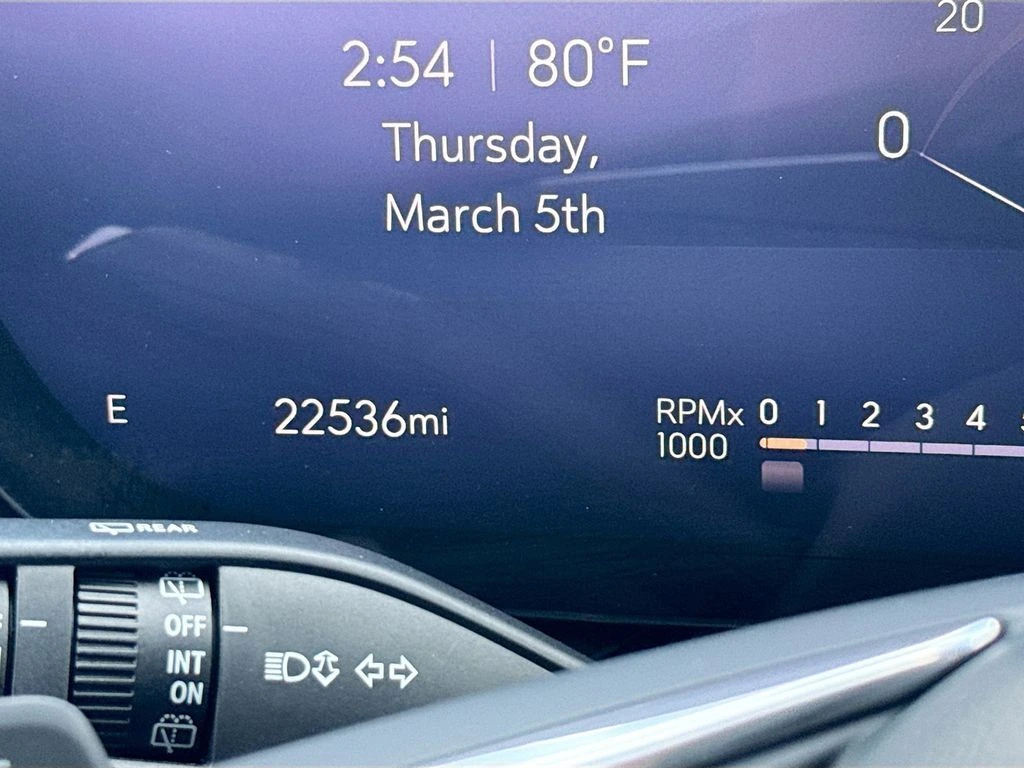 20
2:54 | 80°F
0
Thursday,
March 5th
E 22536mi
RPMx 0 1 2 3 4
1000
REAR
OFF
INT
ON